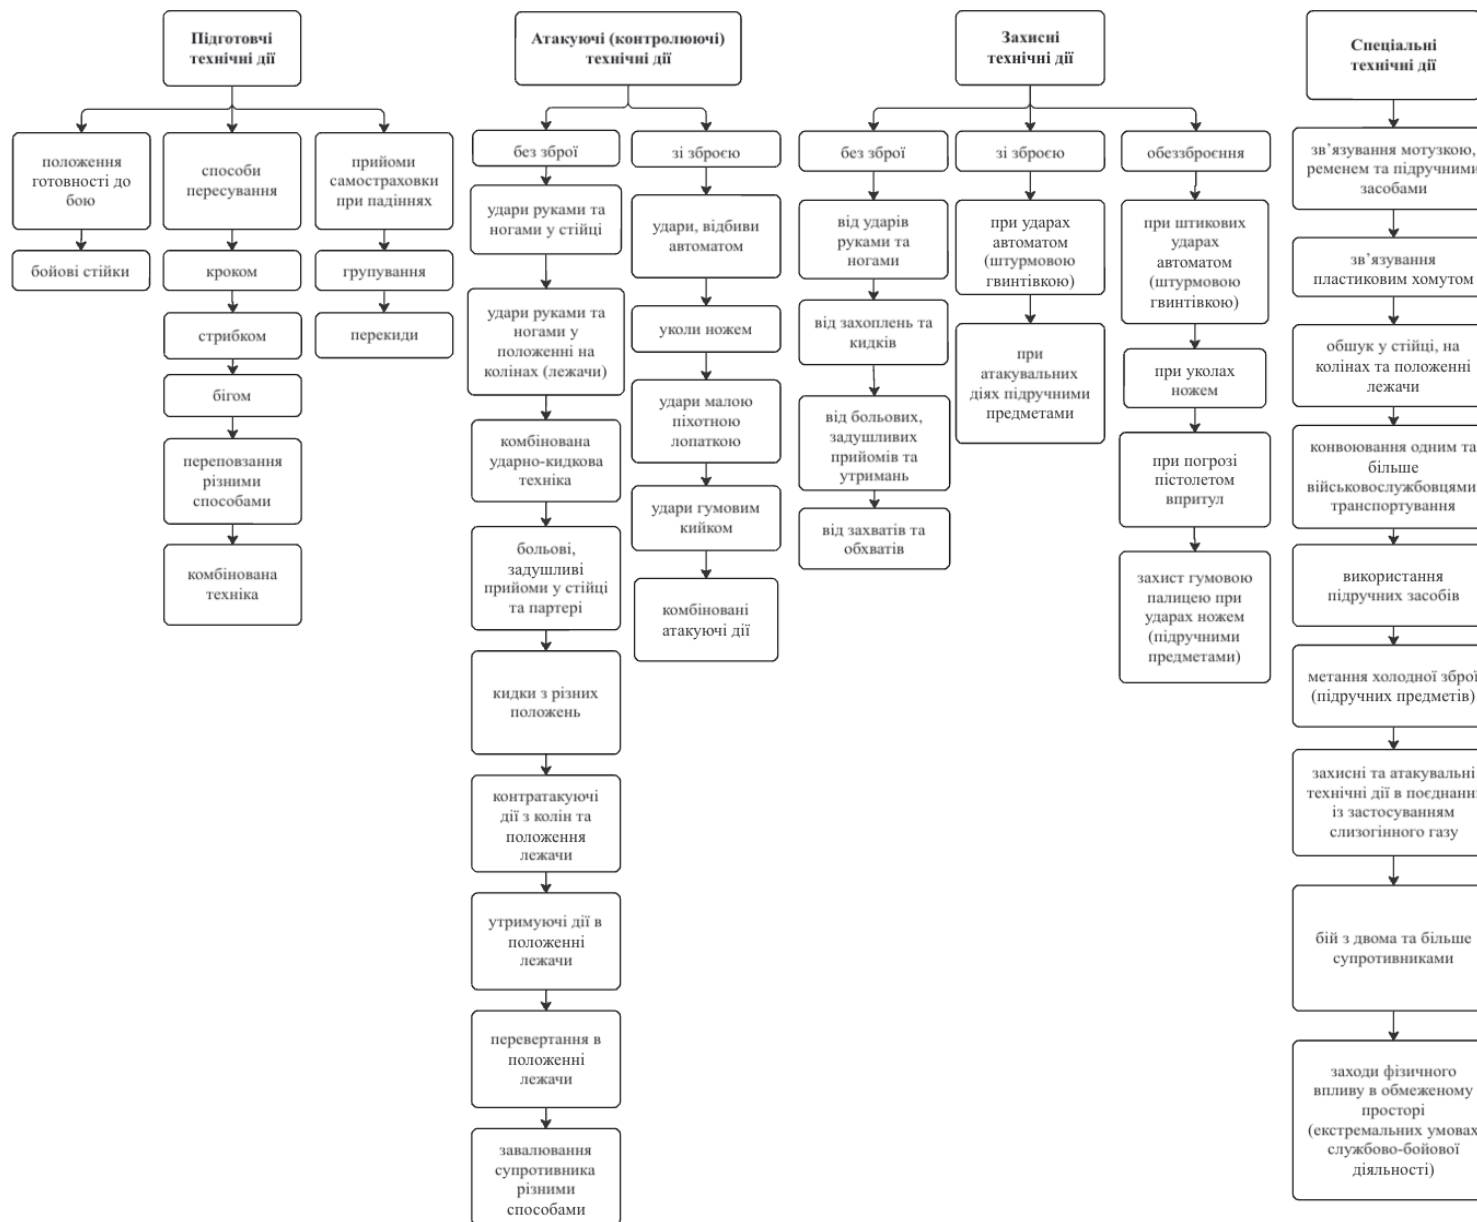 Підготовчі
технічні дії
положення
готовності до
бою
бойові стійки
способи
пересування
кроком
стрибком
бігом
переповзання
різними
способами
комбінована
техніка
прийоми
самостраховки
при падіннях
групування
перекиди
Атакуючі (контролюючі)
технічні дії
без зброї
удари руками та
ногами у стійці
удари руками та
ногами у
положенні на
колінах (лежачи)
комбінована
ударно-кидкова
техніка
больові,
задушливі
прийоми у стійці
та партері
кидки з різних
положень
контратакуючі
дії з колін та
положення
лежачи
утримуючі дії в
положенні
лежачи
перевертання в
положенні
лежачи
завалювання
супротивника
різними
способами
зі зброєю
удари, відбиви
автоматом
уколи ножем
удари малою
піхотною
лопаткою
удари гумовим
кийком
комбіновані
атакуючі дії
Захисні
технічні дії
без зброї
від ударів
руками та
ногами
від захоплень та
кидків
від больових,
задушливих
прийомів та
утримань
від захватів та
обхватів
зі зброєю
при ударах
автоматом
(штурмовою
гвинтівкою)
при
атакувальних
діях підручними
предметами
обеззброєння
при штикових
ударах
автоматом
(штурмовою
гвинтівкою)
при уколах
ножем
при погрозі
пістолетом
впритул
захист гумовою
палицею при
ударах ножем
(підручними
предметами)
Спеціальні
технічні дії
зв’язування мотузкою,
ременем та підручними
засобами
зв’язування
пластиковим хомутом
обшук у стійці, на
колінах та положенні
лежачи
конвоювання одним та
більше
військовослужбовцями
транспортування
використання
підручних засобів
метання холодної зброї
(підручних предметів)
захисні та атакувальні
технічні дії в поєднанні
із застосуванням
слизогінного газу
бій з двома та більше
супротивниками
заходи фізичного
впливу в обмеженому
просторі
(екстремальних умовах
службово-бойової
діяльності)